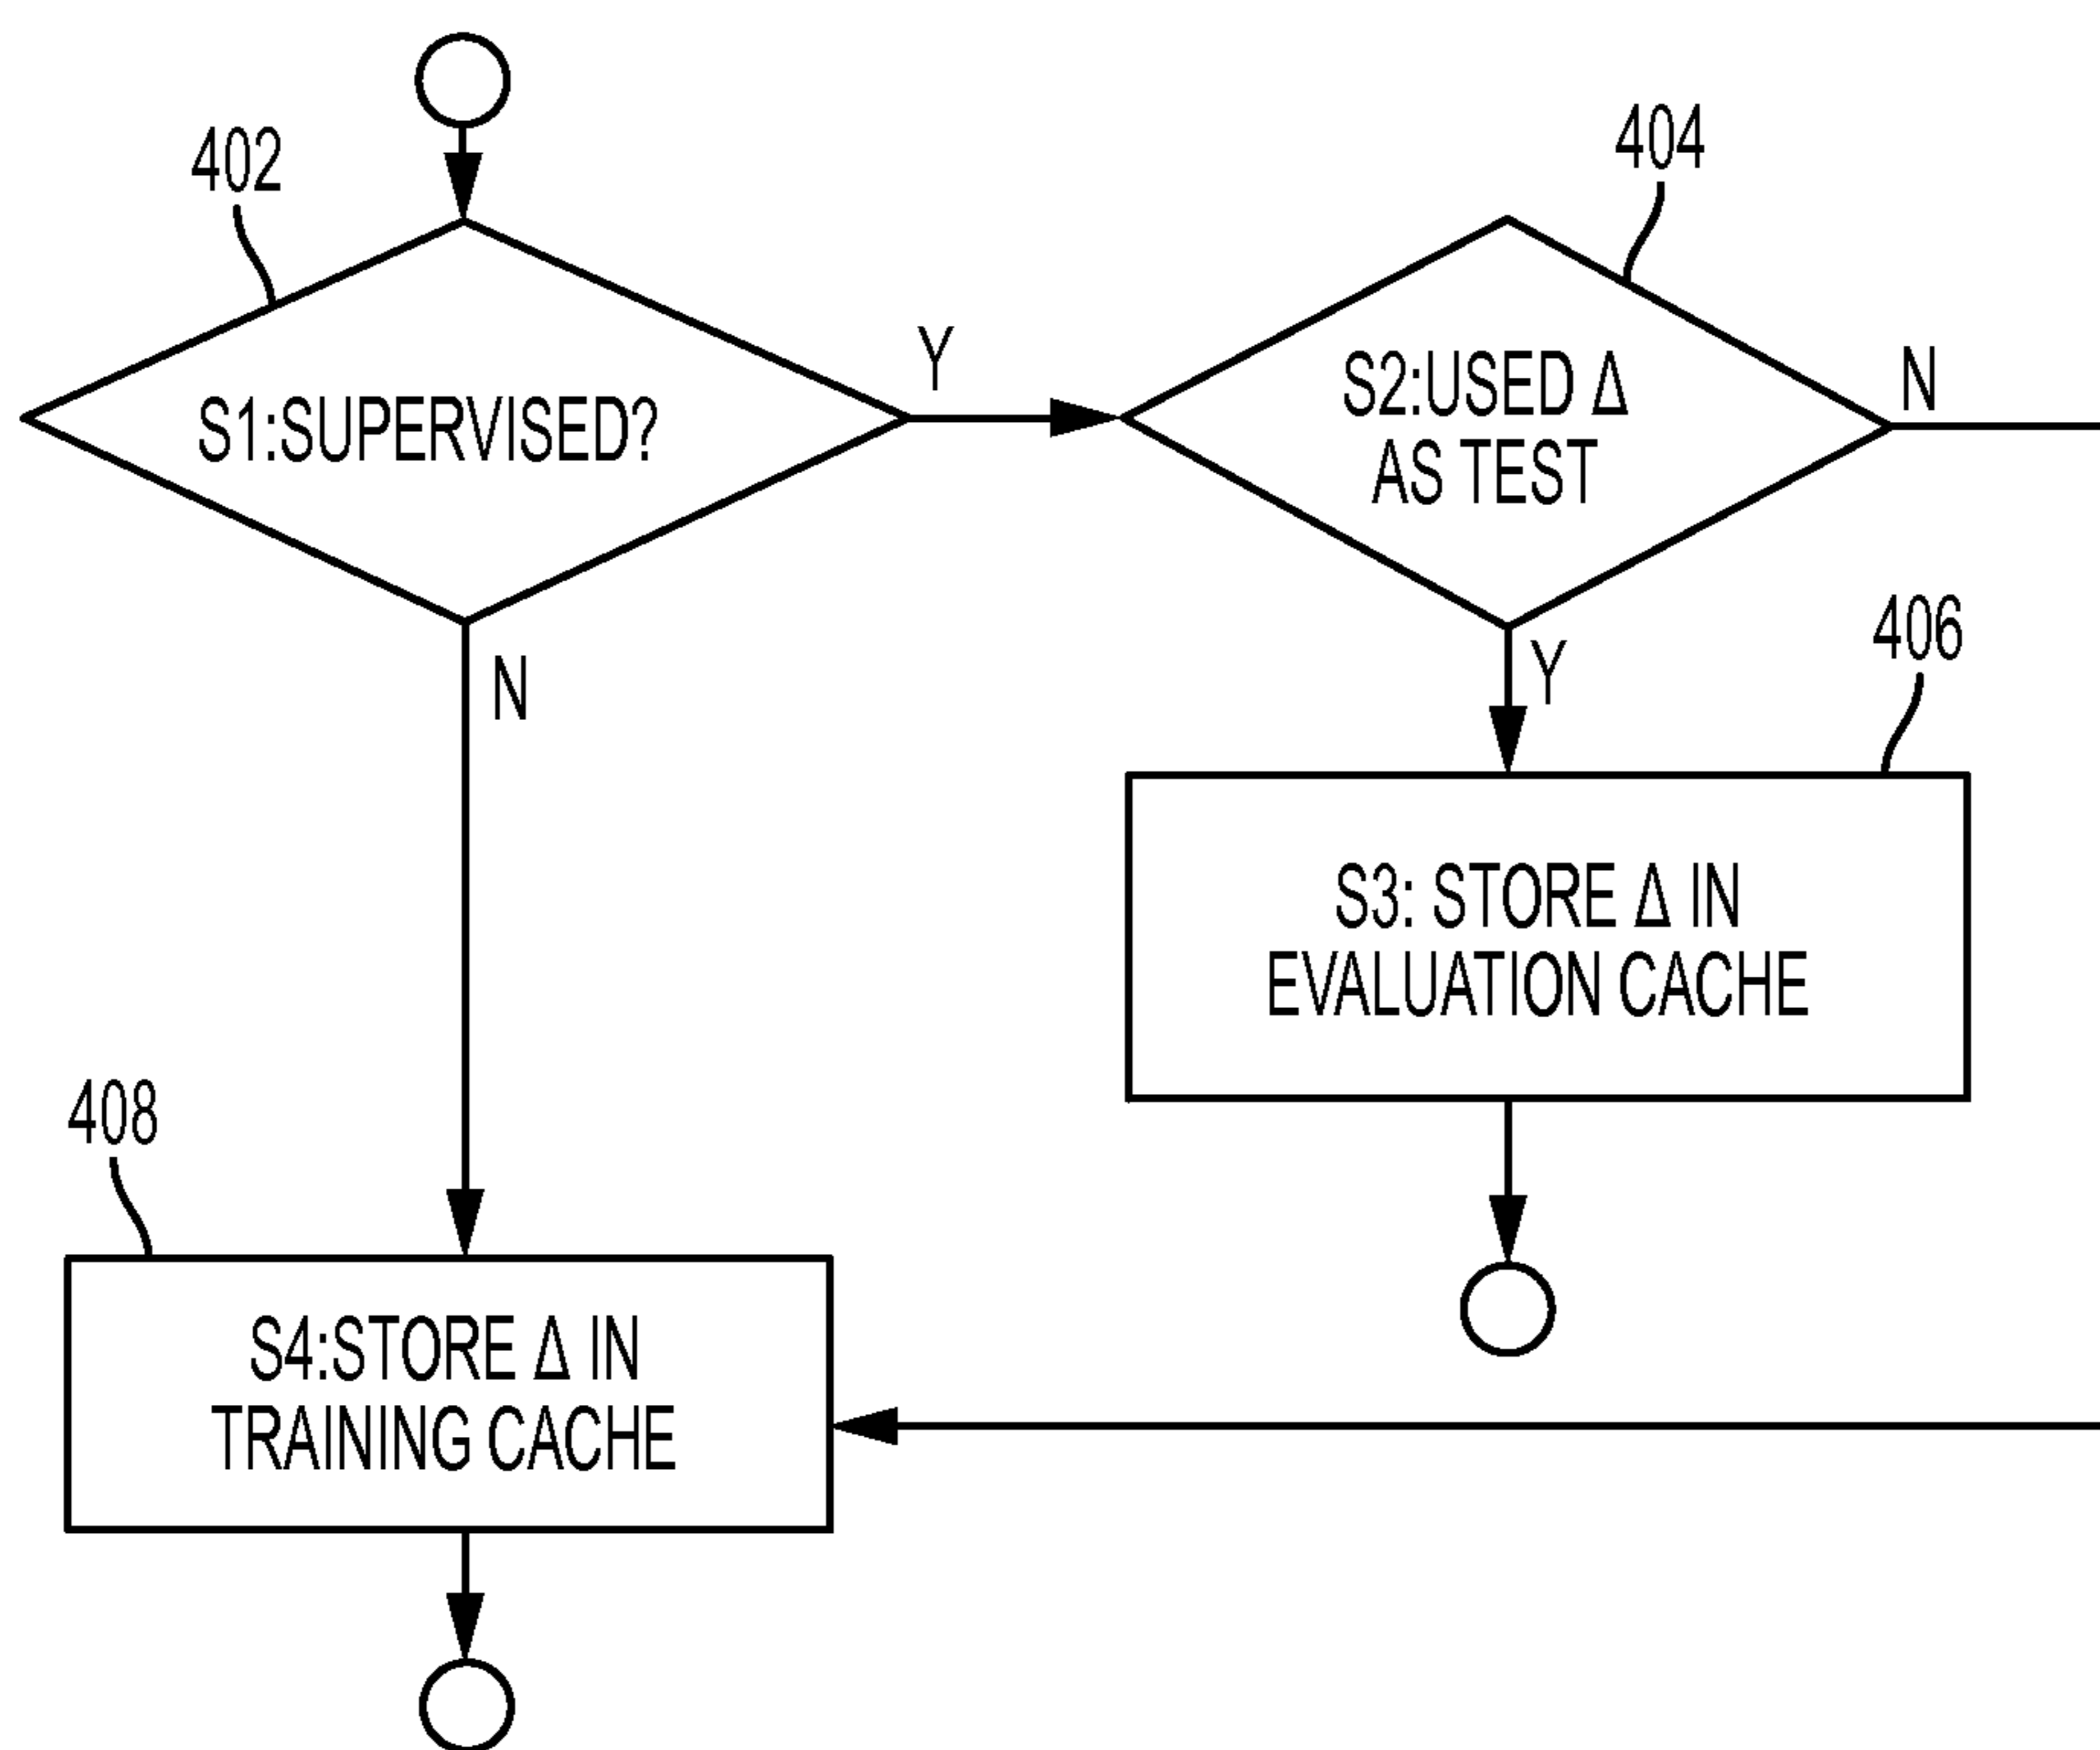 402
S1:SUPERVISED?
Y
N
404
S2:USED Δ
AS TEST
N
Y
406
S3: STORE Δ IN
EVALUATION CACHE
408
S4:STORE Δ IN
TRAINING CACHE